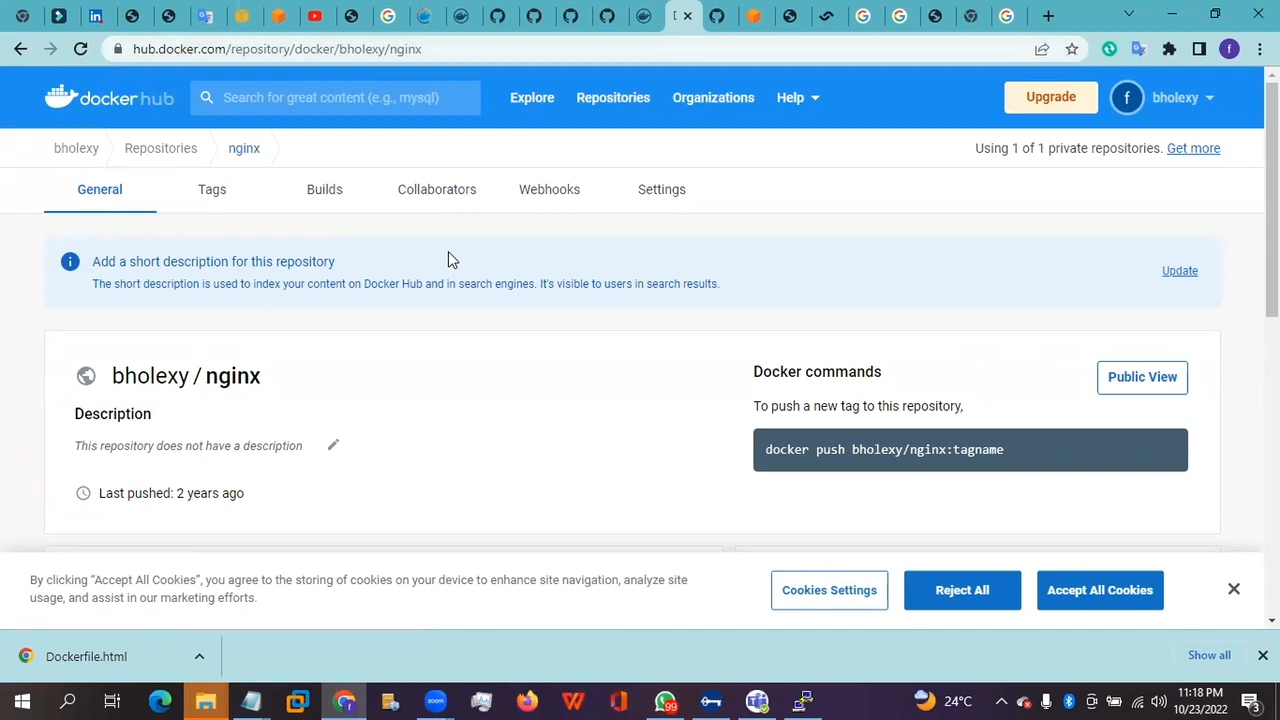 hub.docker.com/repository/docker/bholexy/nginx
f
docker hub
Search for great content (e.g., mysql)
Explore
Repositories
Organizations
Help
Upgrade
f
bholexy
bholexy
Repositories
nginx
Using 1 of 1 private repositories. Get more
General
Tags
Builds
Collaborators
Webhooks
Settings
Add a short description for this repository
The short description is used to index your content on Docker Hub and in search engines. It's visible to users in search results.
Update
bholexy / nginx
Description
This repository does not have a description
Last pushed: 2 years ago
Docker commands
Public View
To push a new tag to this repository,
docker push bholexy/nginx:tagname
By clicking “Accept All Cookies”, you agree to the storing of cookies on your device to enhance site navigation, analyze site
usage, and assist in our marketing efforts.
Cookies Settings
Reject All
Accept All Cookies
Dockerfile.html
Show all
zoom
99
24°C
11:18 PM
10/23/2022
3